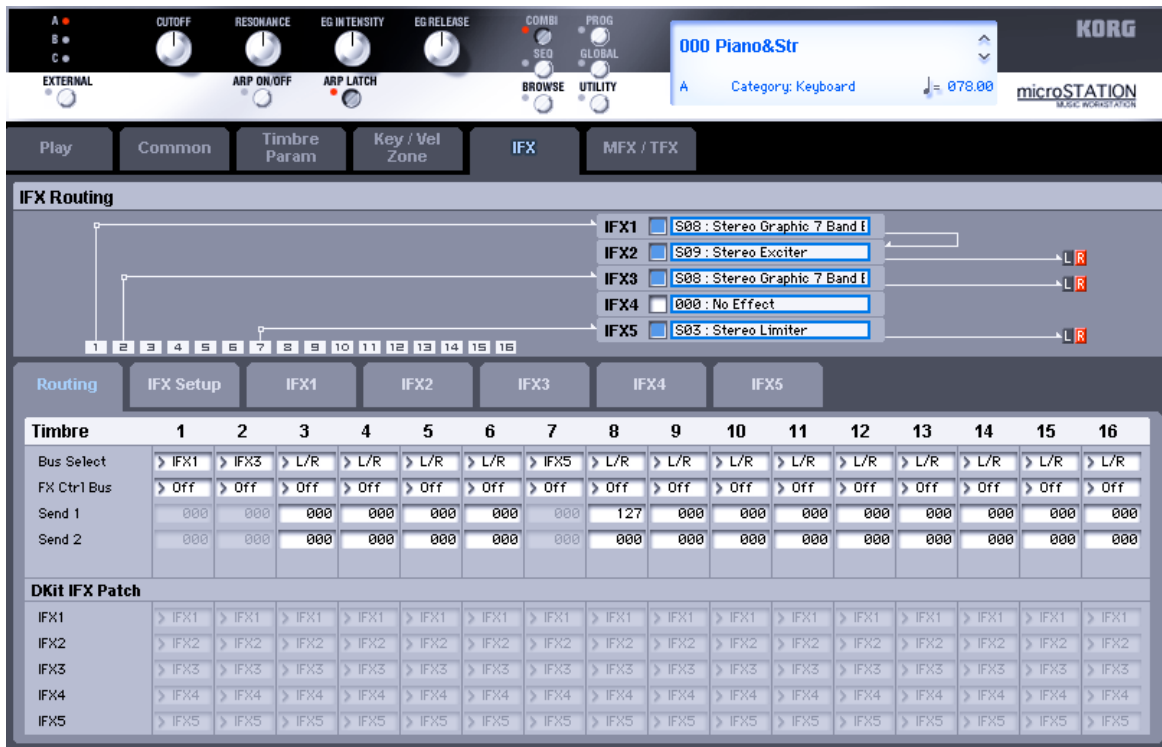 A CUTOFF RESONANCE EG INTENSITY EG RELEASE COMBI PROG KORG
B SEQ GLOBAL 000 Piano&Str
C
EXTERNAL ARP ON/OFF ARP LATCH BROWSE UTILITY A Category: Keyboard ♩= 078.00 microSTATION
MUSIC WORKSTATION
Play Common Timbre Param Key / Vel Zone IFX MFX / TFX
IFX Routing
IFX1 S08 : Stereo Graphic 7 Band E
IFX2 S09 : Stereo Exciter L R
IFX3 S08 : Stereo Graphic 7 Band E L R
IFX4 000 : No Effect
IFX5 S03 : Stereo Limiter L R
1 2 3 4 5 6 7 8 9 10 11 12 13 14 15 16
Routing IFX Setup IFX1 IFX2 IFX3 IFX4 IFX5
Timbre 1 2 3 4 5 6 7 8 9 10 11 12 13 14 15 16
Bus Select > IFX1 > IFX3 > L/R > L/R > L/R > L/R > IFX5 > L/R > L/R > L/R > L/R > L/R > L/R > L/R > L/R > L/R
FX Ctrl Bus > Off > Off > Off > Off > Off > Off > Off > Off > Off > Off > Off > Off > Off > Off > Off > Off
Send 1 000 000 000 000 000 000 000 127 000 000 000 000 000 000 000 000
Send 2 000 000 000 000 000 000 000 000 000 000 000 000 000 000 000 000
DKit IFX Patch
IFX1 > IFX1 > IFX1 > IFX1 > IFX1 > IFX1 > IFX1 > IFX1 > IFX1 > IFX1 > IFX1 > IFX1 > IFX1 > IFX1 > IFX1 > IFX1 > IFX1
IFX2 > IFX2 > IFX2 > IFX2 > IFX2 > IFX2 > IFX2 > IFX2 > IFX2 > IFX2 > IFX2 > IFX2 > IFX2 > IFX2 > IFX2 > IFX2 > IFX2
IFX3 > IFX3 > IFX3 > IFX3 > IFX3 > IFX3 > IFX3 > IFX3 > IFX3 > IFX3 > IFX3 > IFX3 > IFX3 > IFX3 > IFX3 > IFX3 > IFX3
IFX4 > IFX4 > IFX4 > IFX4 > IFX4 > IFX4 > IFX4 > IFX4 > IFX4 > IFX4 > IFX4 > IFX4 > IFX4 > IFX4 > IFX4 > IFX4 > IFX4
IFX5 > IFX5 > IFX5 > IFX5 > IFX5 > IFX5 > IFX5 > IFX5 > IFX5 > IFX5 > IFX5 > IFX5 > IFX5 > IFX5 > IFX5 > IFX5 > IFX5